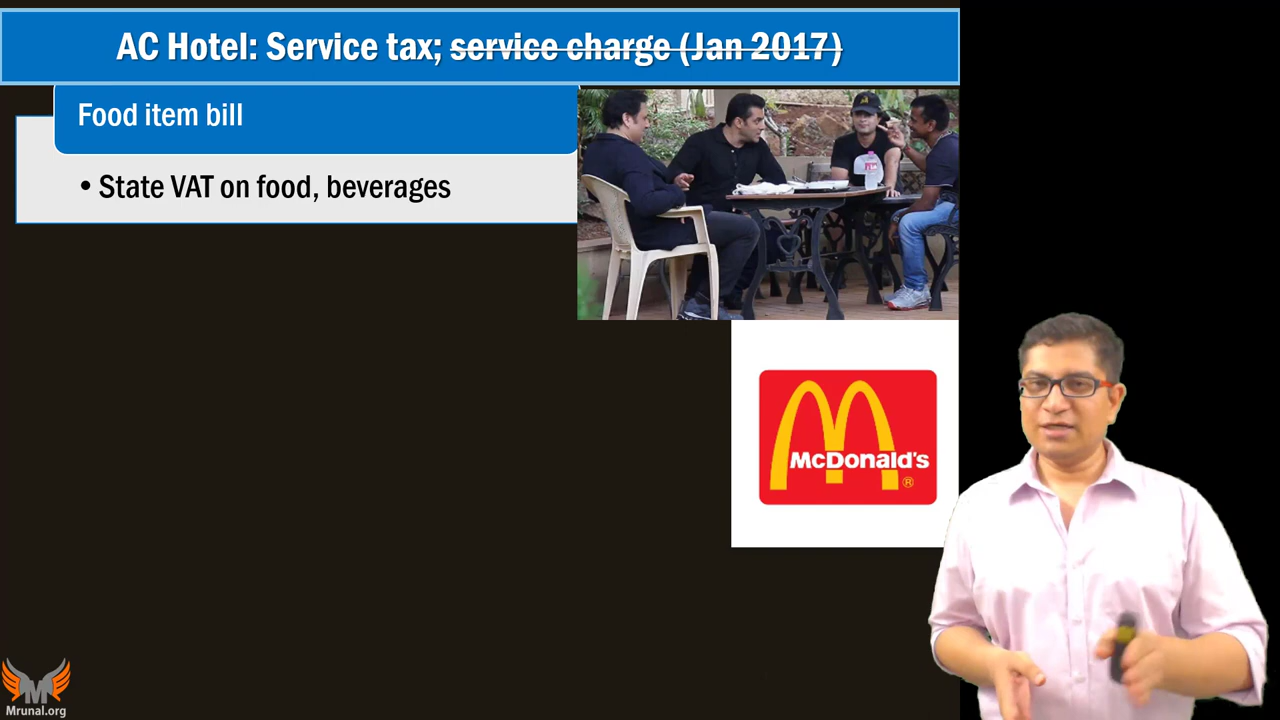 AC Hotel: Service tax; service charge (Jan 2017)
Food item bill
• State VAT on food, beverages
McDonald's
®
M
Mrunal.org